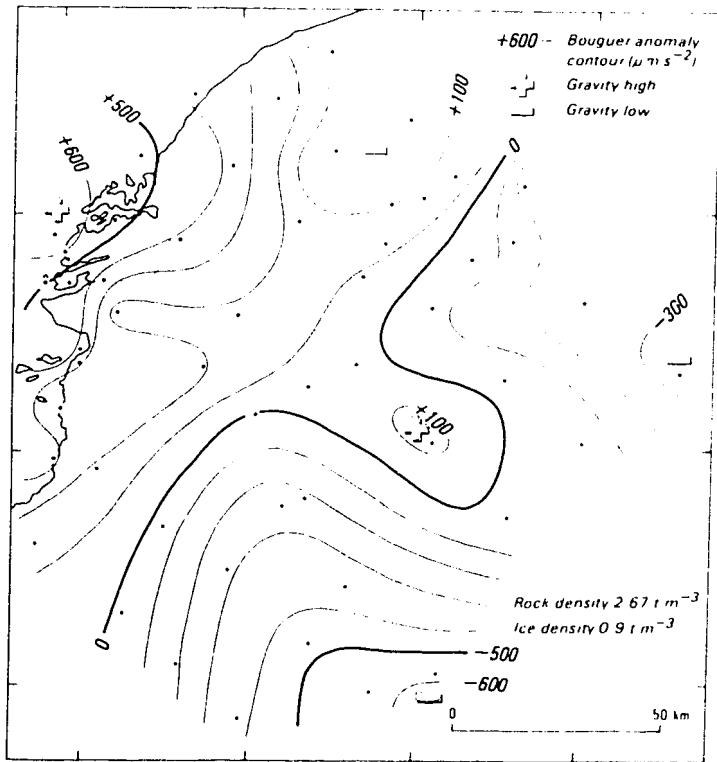 +600 Bouguer anomaly
contour (μm s⁻²)
Gravity high
Gravity low
+100
0
+500
+600
-300
+100
0
Rock density 2 67 t m⁻³
Ice density 0 9 t m⁻³
-500
-600
0 50 km